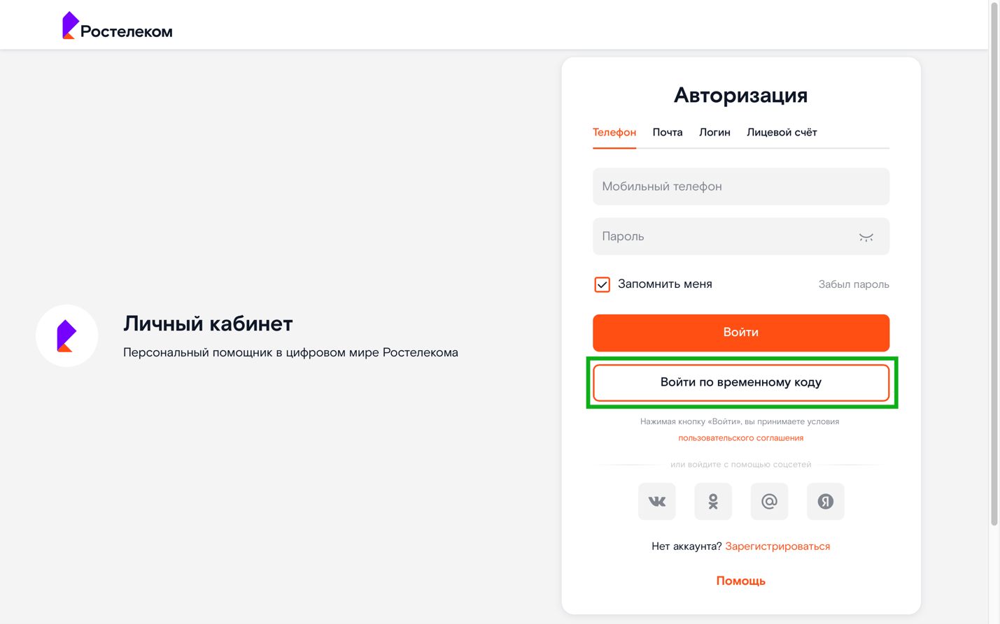 Ростелеком
Авторизация
Телефон Почта Логин Лицевой счёт
Мобильный телефон
Пароль
Запомнить меня
Забыл пароль
Войти
Войти по временному коду
Нажимая кнопку «Войти», вы принимаете условия
пользовательского соглашения
или войдите с помощью соцсетей
Нет аккаунта? Зарегистрироваться
Помощь
Личный кабинет
Персональный помощник в цифровом мире Ростелекома